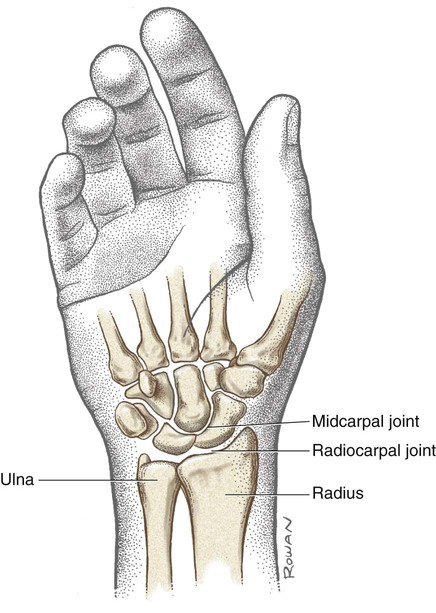 Midcarpal joint
Radiocarpal joint
Ulna
Radius
ROWAN